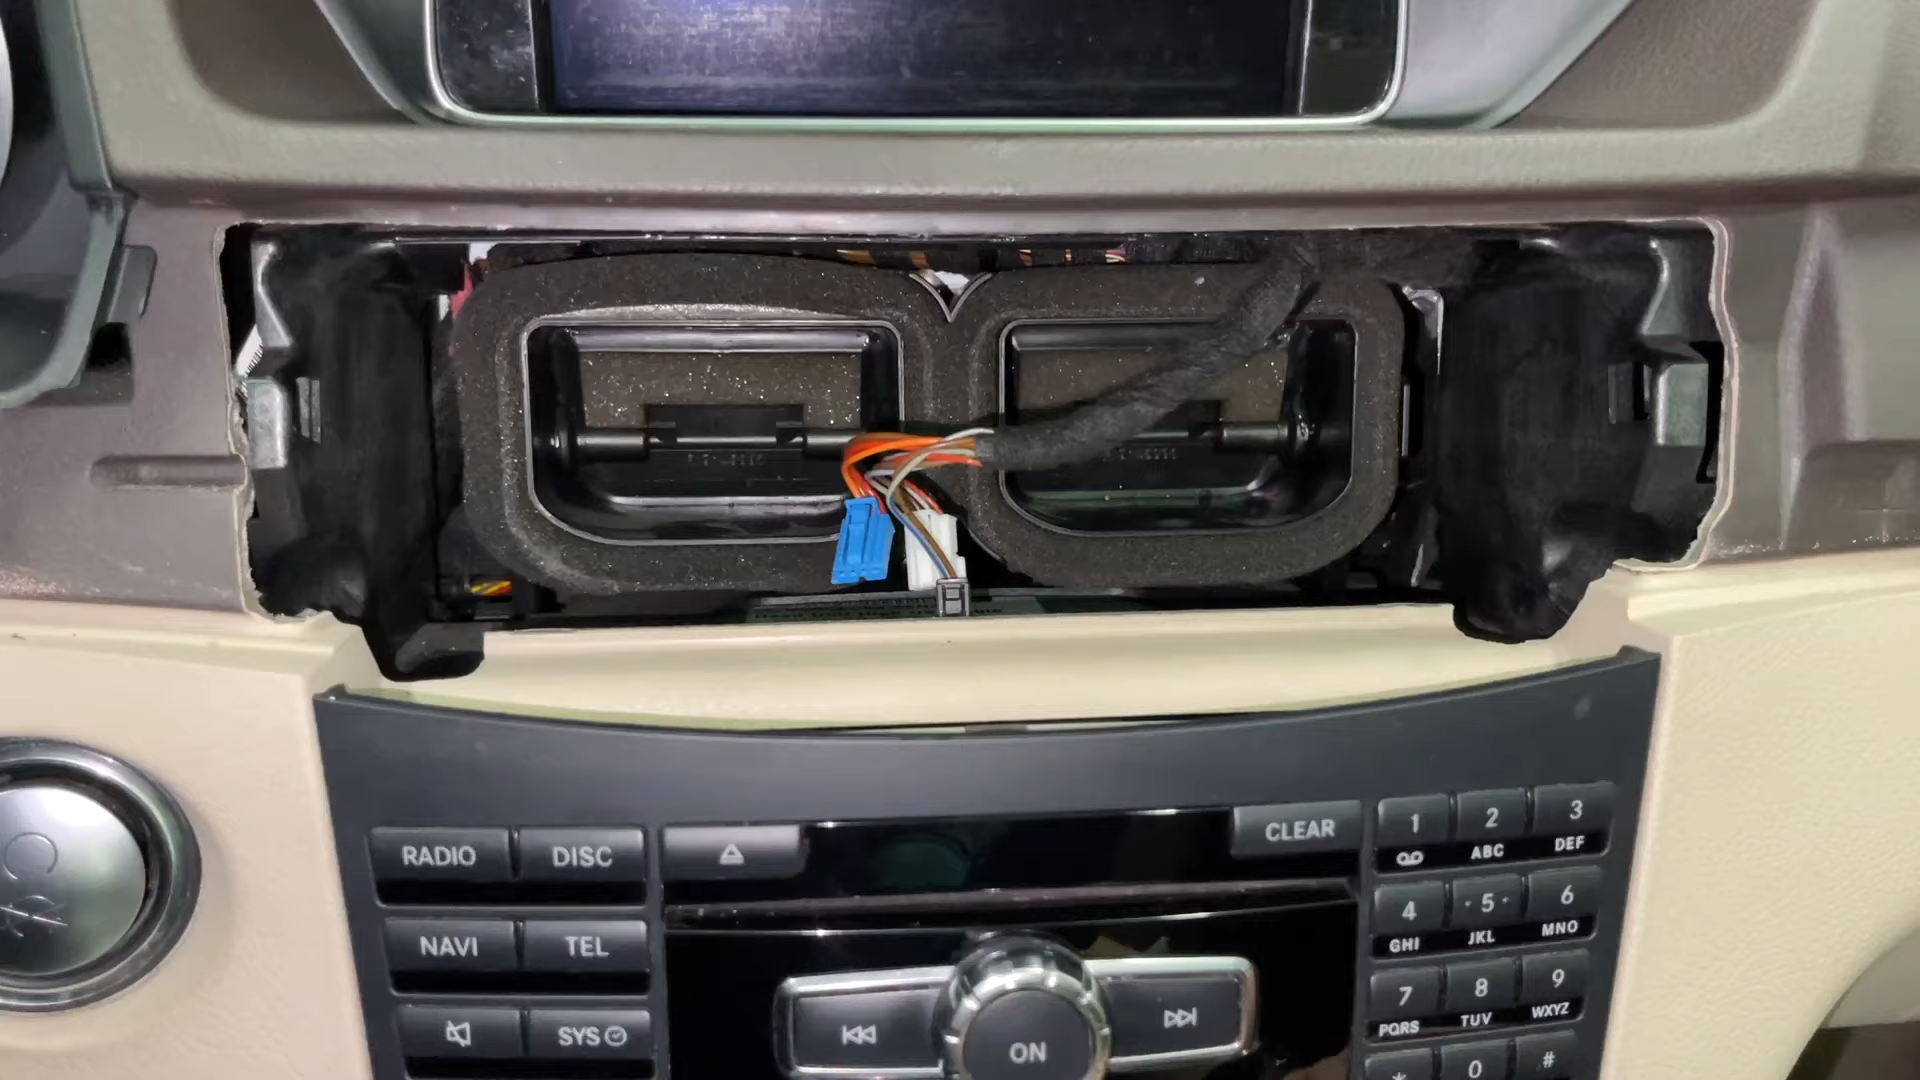 RADIO
DISC
CLEAR
1
2
ABC
3
DEF
NAVI
TEL
4
GHI
5
JKL
6
MNO
SYS
ON
7
PQRS
8
TUV
9
WXYZ
*
0
#